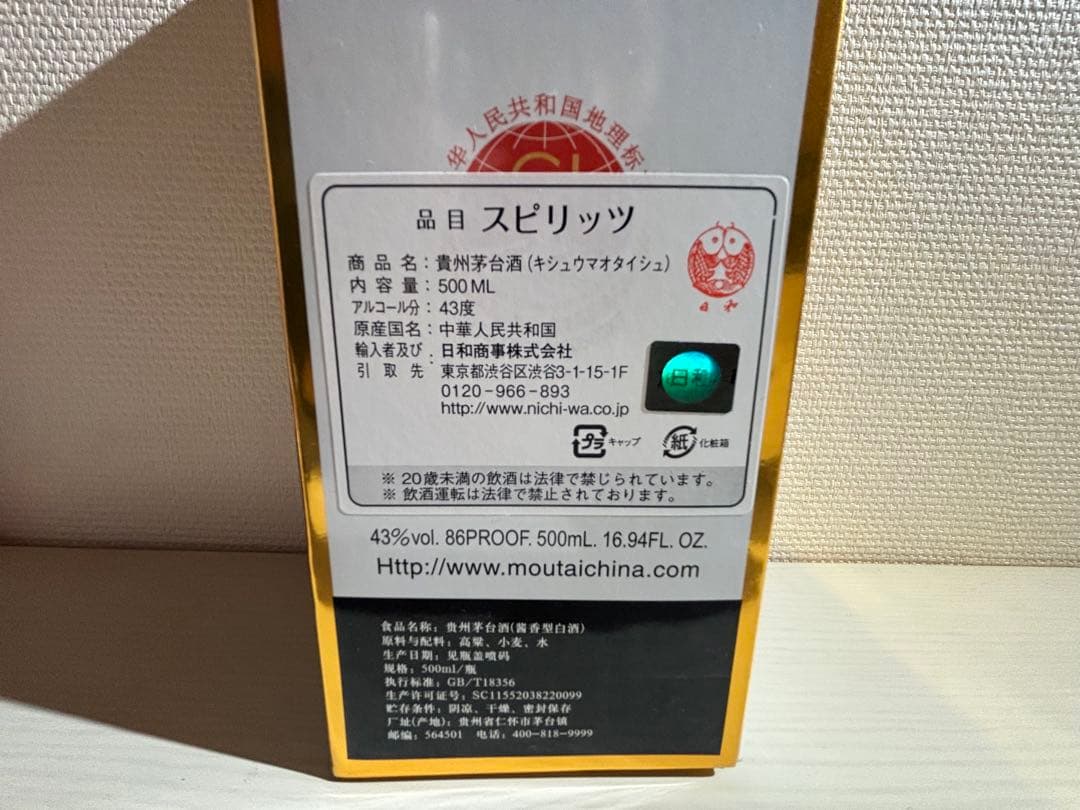 华人民共和国地理标
品目 スピリッツ
商品名:貴州茅台酒(キシュウマオタイシュ)
内容量:500ML
アルコール分:43度
原産国名:中華人民共和国
輸入者及び引取先:日和商事株式会社
東京都渋谷区渋谷3-1-15-1F
0120-966-893
http://www.nichi-wa.co.jp
日和
日和
プラ キャップ
紙 化粧箱
※ 20歳未満の飲酒は法律で禁じられています。
※ 飲酒運転は法律で禁止されております。
43%vol. 86PROOF. 500mL. 16.94FL. OZ.
Http://www.moutaichina.com
食品名称:贵州茅台酒(酱香型白酒)
原料与配料:高粱、小麦、水
生产日期:见瓶盖喷码
规格:500ml/瓶
执行标准:GB/T18356
生产许可证号:SC11552038220099
贮存条件:阴凉、干燥、密封保存
厂址(产地):贵州省仁怀市茅台镇
邮编:564501 电话:400-818-9999